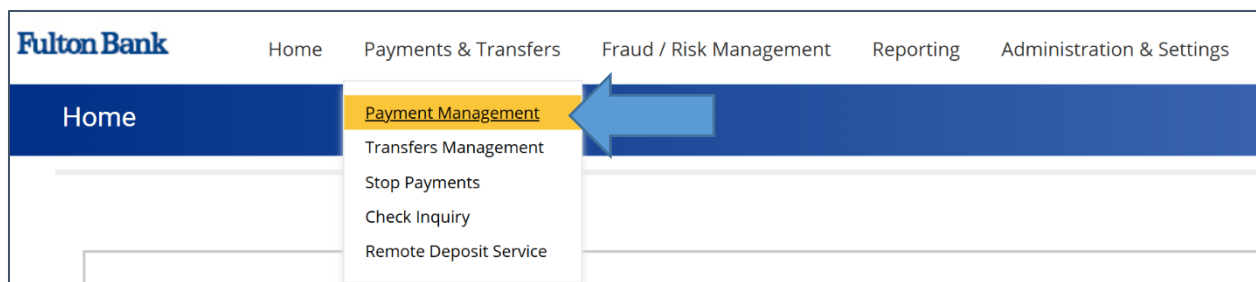 Fulton Bank Home Payments & Transfers Fraud / Risk Management Reporting Administration & Settings
Home
Payment Management
Transfers Management
Stop Payments
Check Inquiry
Remote Deposit Service